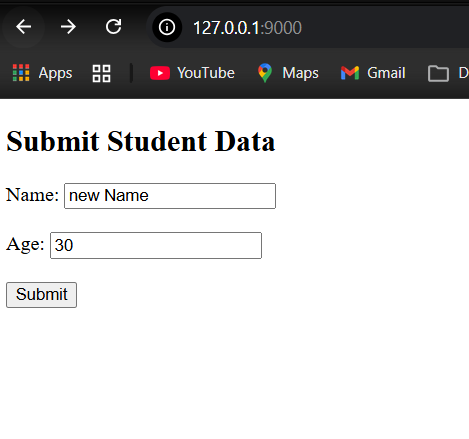 127.0.0.1:9000
Apps YouTube Maps Gmail D
Submit Student Data
Name: new Name
Age: 30
Submit